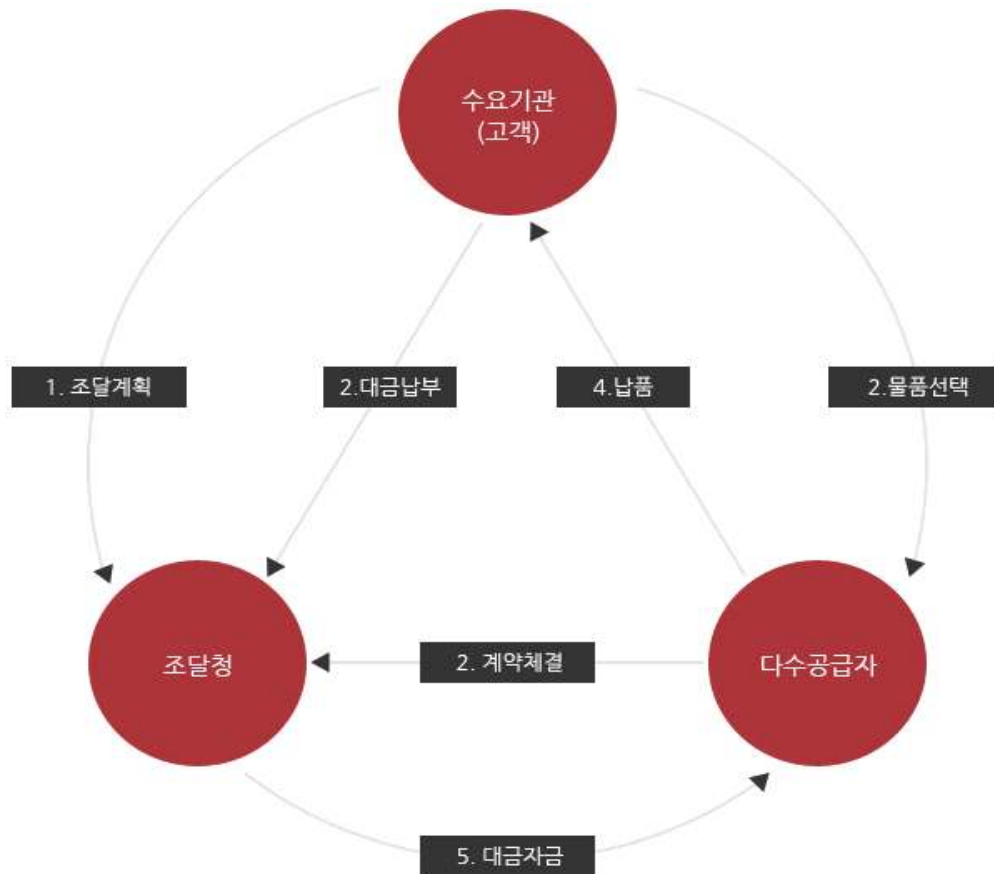 수요기관
(고객)
1. 조달계획
2.대금납부
4.납품
2.물품선택
조달청
2. 계약체결
다수공급자
5. 대금자금